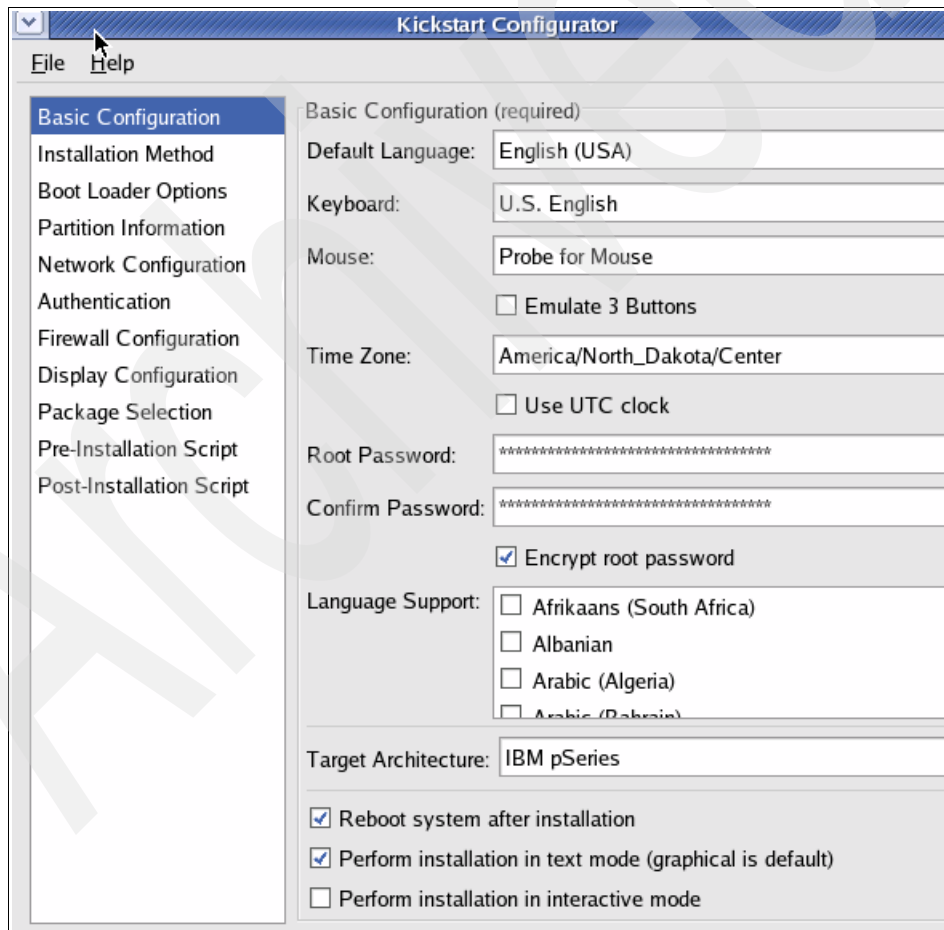 Kickstart Configurator
File Help
Basic Configuration
Installation Method
Boot Loader Options
Partition Information
Network Configuration
Authentication
Firewall Configuration
Display Configuration
Package Selection
Pre-Installation Script
Post-Installation Script
Basic Configuration (required)
Default Language: English (USA)
Keyboard: U.S. English
Mouse: Probe for Mouse
Emulate 3 Buttons
Time Zone: America/North_Dakota/Center
Use UTC clock
Root Password: **********************************
Confirm Password: **********************************
Encrypt root password
Language Support: Afrikaans (South Africa)
Albanian
Arabic (Algeria)
Arabic (Bahrain)
Target Architecture: IBM pSeries
Reboot system after installation
Perform installation in text mode (graphical is default)
Perform installation in interactive mode